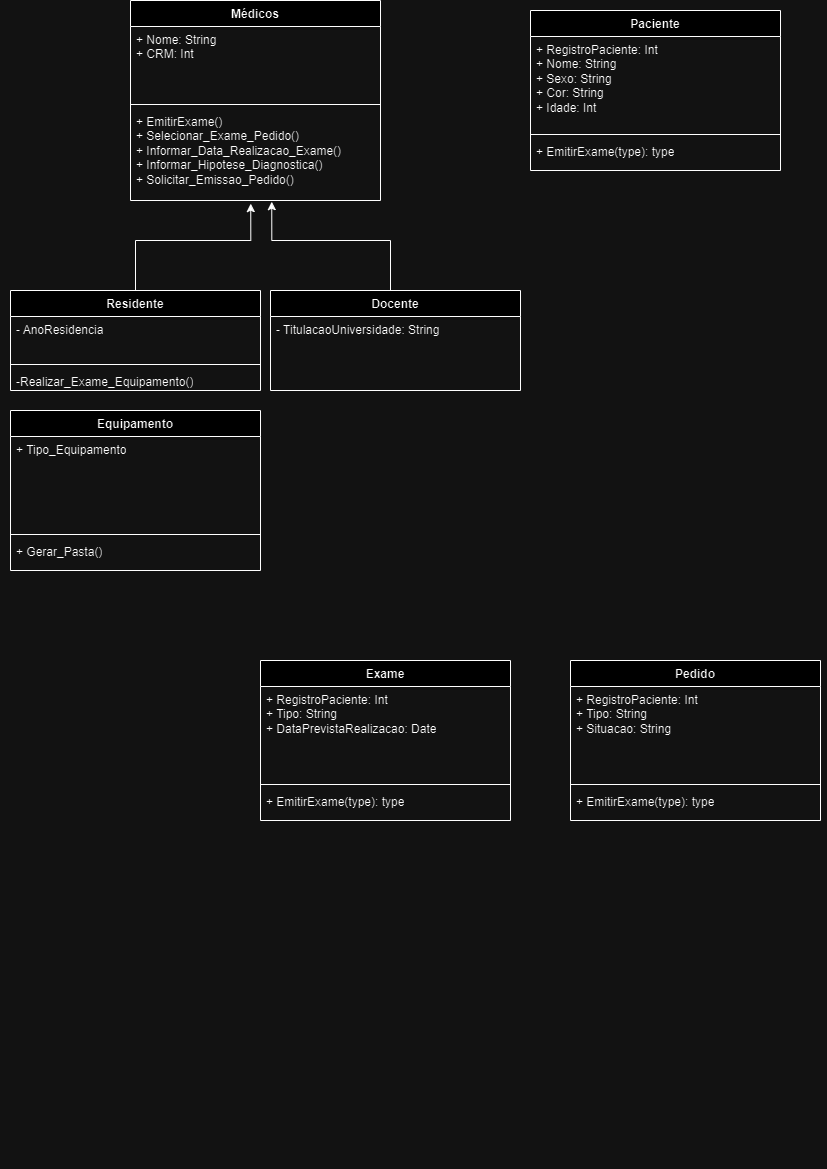 Médicos
+ Nome: String
+ CRM: Int
+ EmitirExame()
+ Selecionar_Exame_Pedido()
+ Informar_Data_Realizacao_Exame()
+ Informar_Hipotese_Diagnostica()
+ Solicitar_Emissao_Pedido()
Paciente
+ RegistroPaciente: Int
+ Nome: String
+ Sexo: String
+ Cor: String
+ Idade: Int
+ EmitirExame(type): type
Residente
- AnoResidencia
-Realizar_Exame_Equipamento()
Docente
- TitulacaoUniversidade: String
Equipamento
+ Tipo_Equipamento
+ Gerar_Pasta()
Exame
+ RegistroPaciente: Int
+ Tipo: String
+ DataPrevistaRealizacao: Date
+ EmitirExame(type): type
Pedido
+ RegistroPaciente: Int
+ Tipo: String
+ Situacao: String
+ EmitirExame(type): type